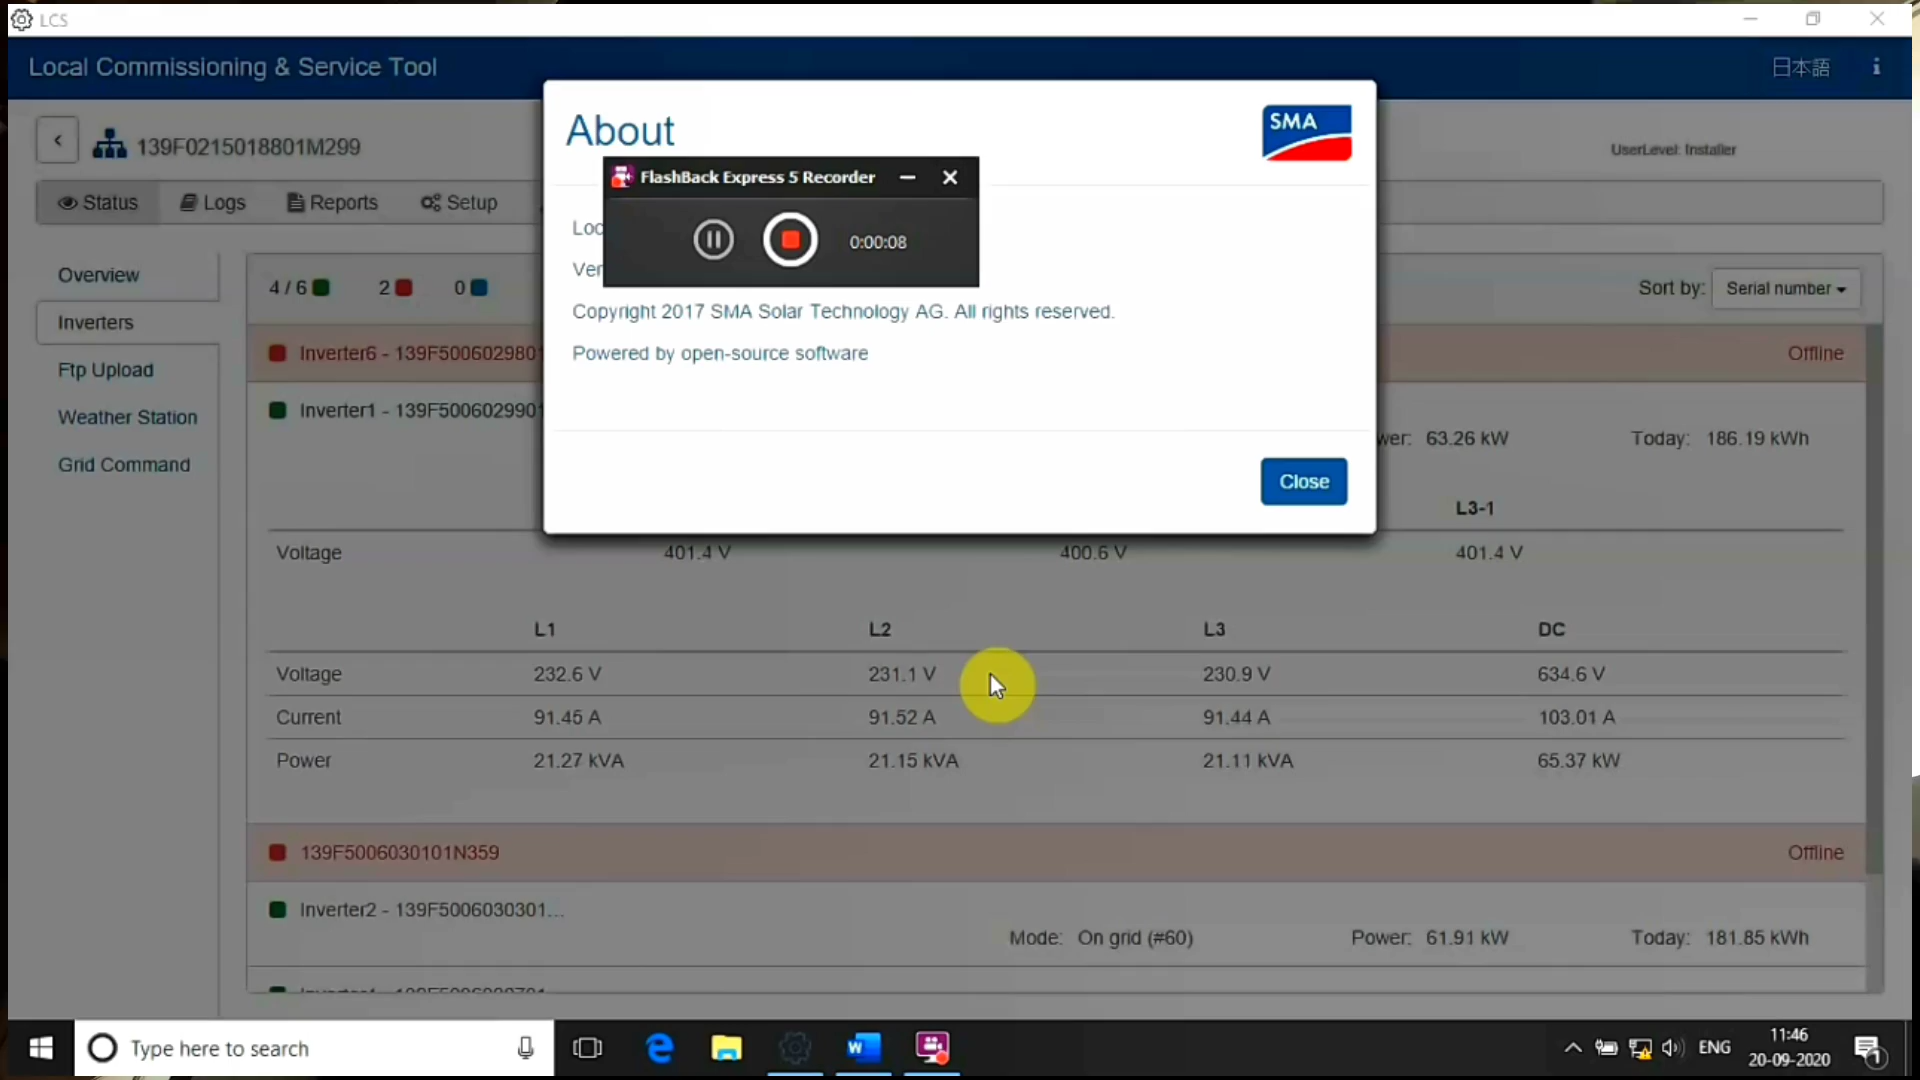 LCS
Local Commissioning & Service Tool
日本語
i
139F0215018801M299
UserLevel: Installer
Status
Logs
Reports
Setup
About
SMA
FlashBack Express 5 Recorder
0:00:08
Loc
Ver
Copyright 2017 SMA Solar Technology AG. All rights reserved.
Powered by open-source software
Close
Overview
Inverters
Ftp Upload
Weather Station
Grid Command
4 / 6
2
0
Sort by:
Serial number
Inverter6 - 139F5006029801
Offline
Inverter1 - 139F5006029901
wer: 63.26 kW
Today: 186.19 kWh
L3-1
Voltage 401.4 V 400.6 V 401.4 V
L1 L2 L3 DC
Voltage 232.6 V 231.1 V 230.9 V 634.6 V
Current 91.45 A 91.52 A 91.44 A 103.01 A
Power 21.27 kVA 21.15 kVA 21.11 kVA 65.37 kW
139F5006030101N359
Offline
Inverter2 - 139F5006030301...
Mode: On grid (#60) Power: 61.91 kW Today: 181.85 kWh
Type here to search
ENG
11:46
20-09-2020
1